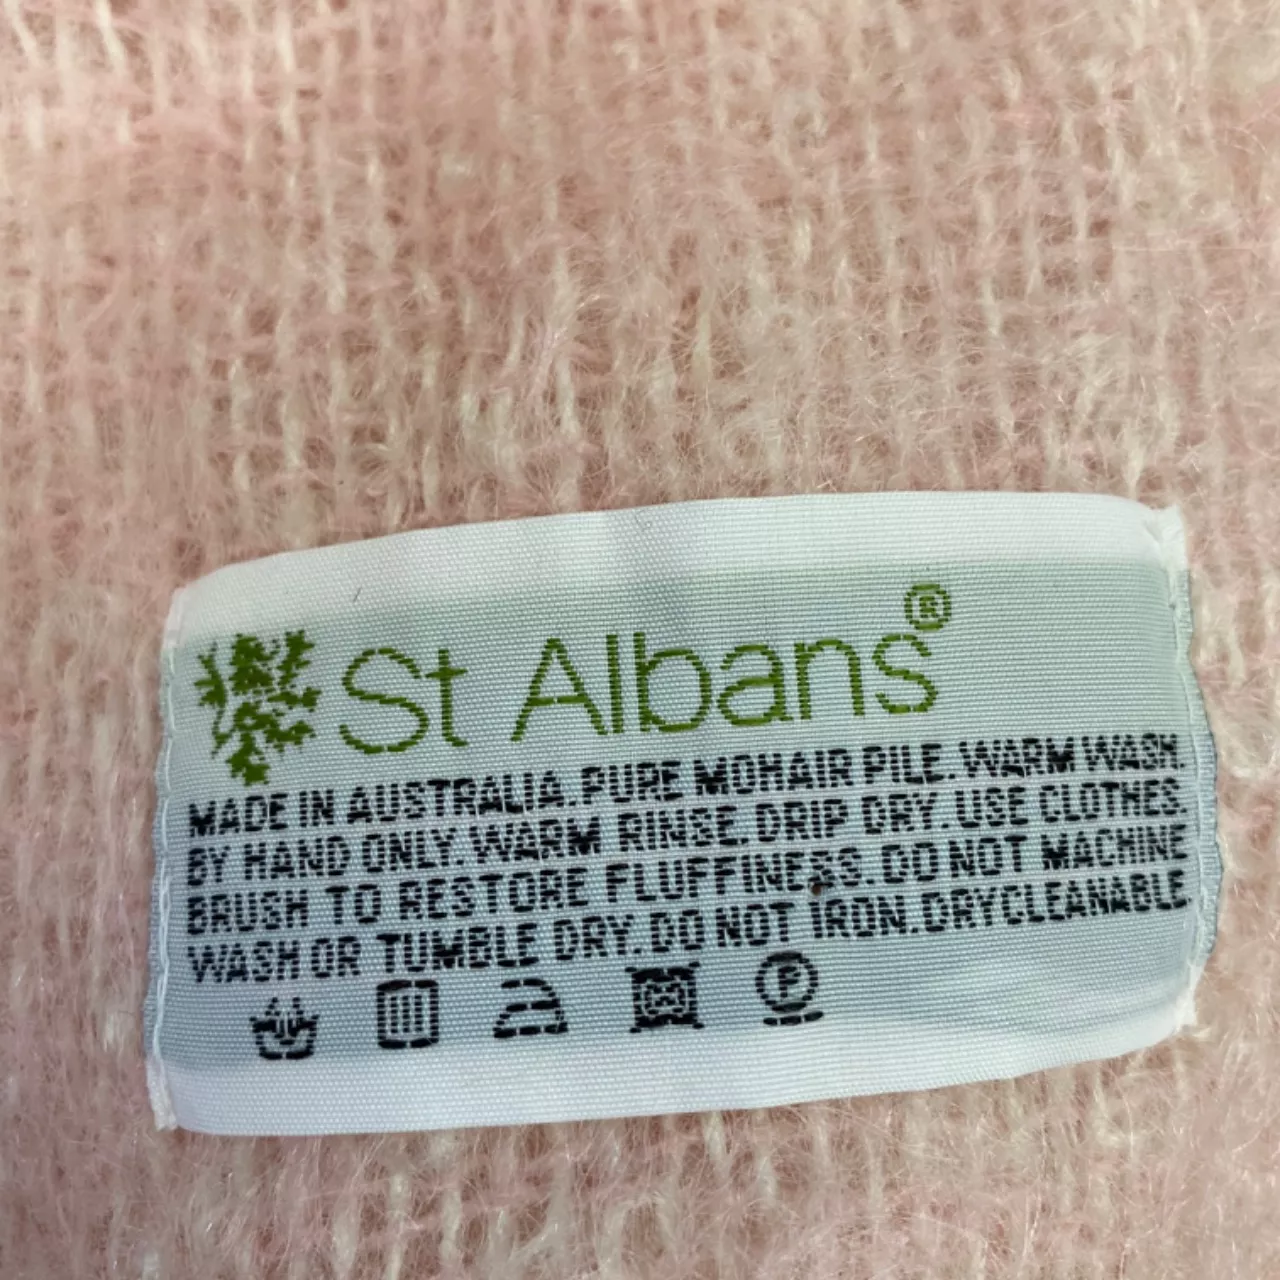 St Albans®
MADE IN AUSTRALIA. PURE MOHAIR PILE. WARM WASH.
BY HAND ONLY. WARM RINSE. DRIP DRY. USE CLOTHES.
BRUSH TO RESTORE FLUFFINESS. DO NOT MACHINE
WASH OR TUMBLE DRY. DO NOT IRON. DRYCLEANABLE.
P